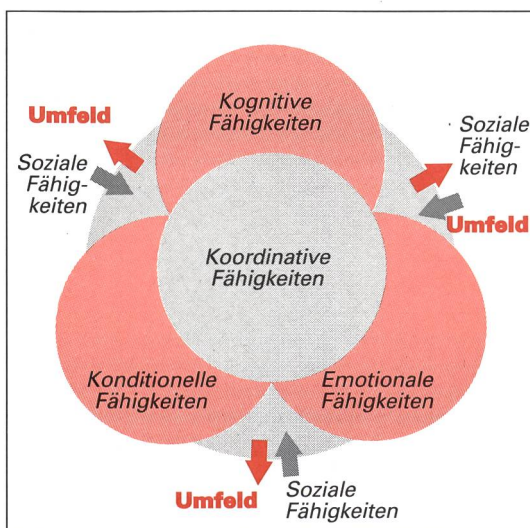 Kognitive
Fähigkeiten
Umfeld
Soziale
Fähig-
keiten
Soziale
Fähig-
keiten
Umfeld
Koordinative
Fähigkeiten
Konditionelle
Fähigkeiten
Emotionale
Fähigkeiten
Umfeld
Soziale
Fähigkeiten